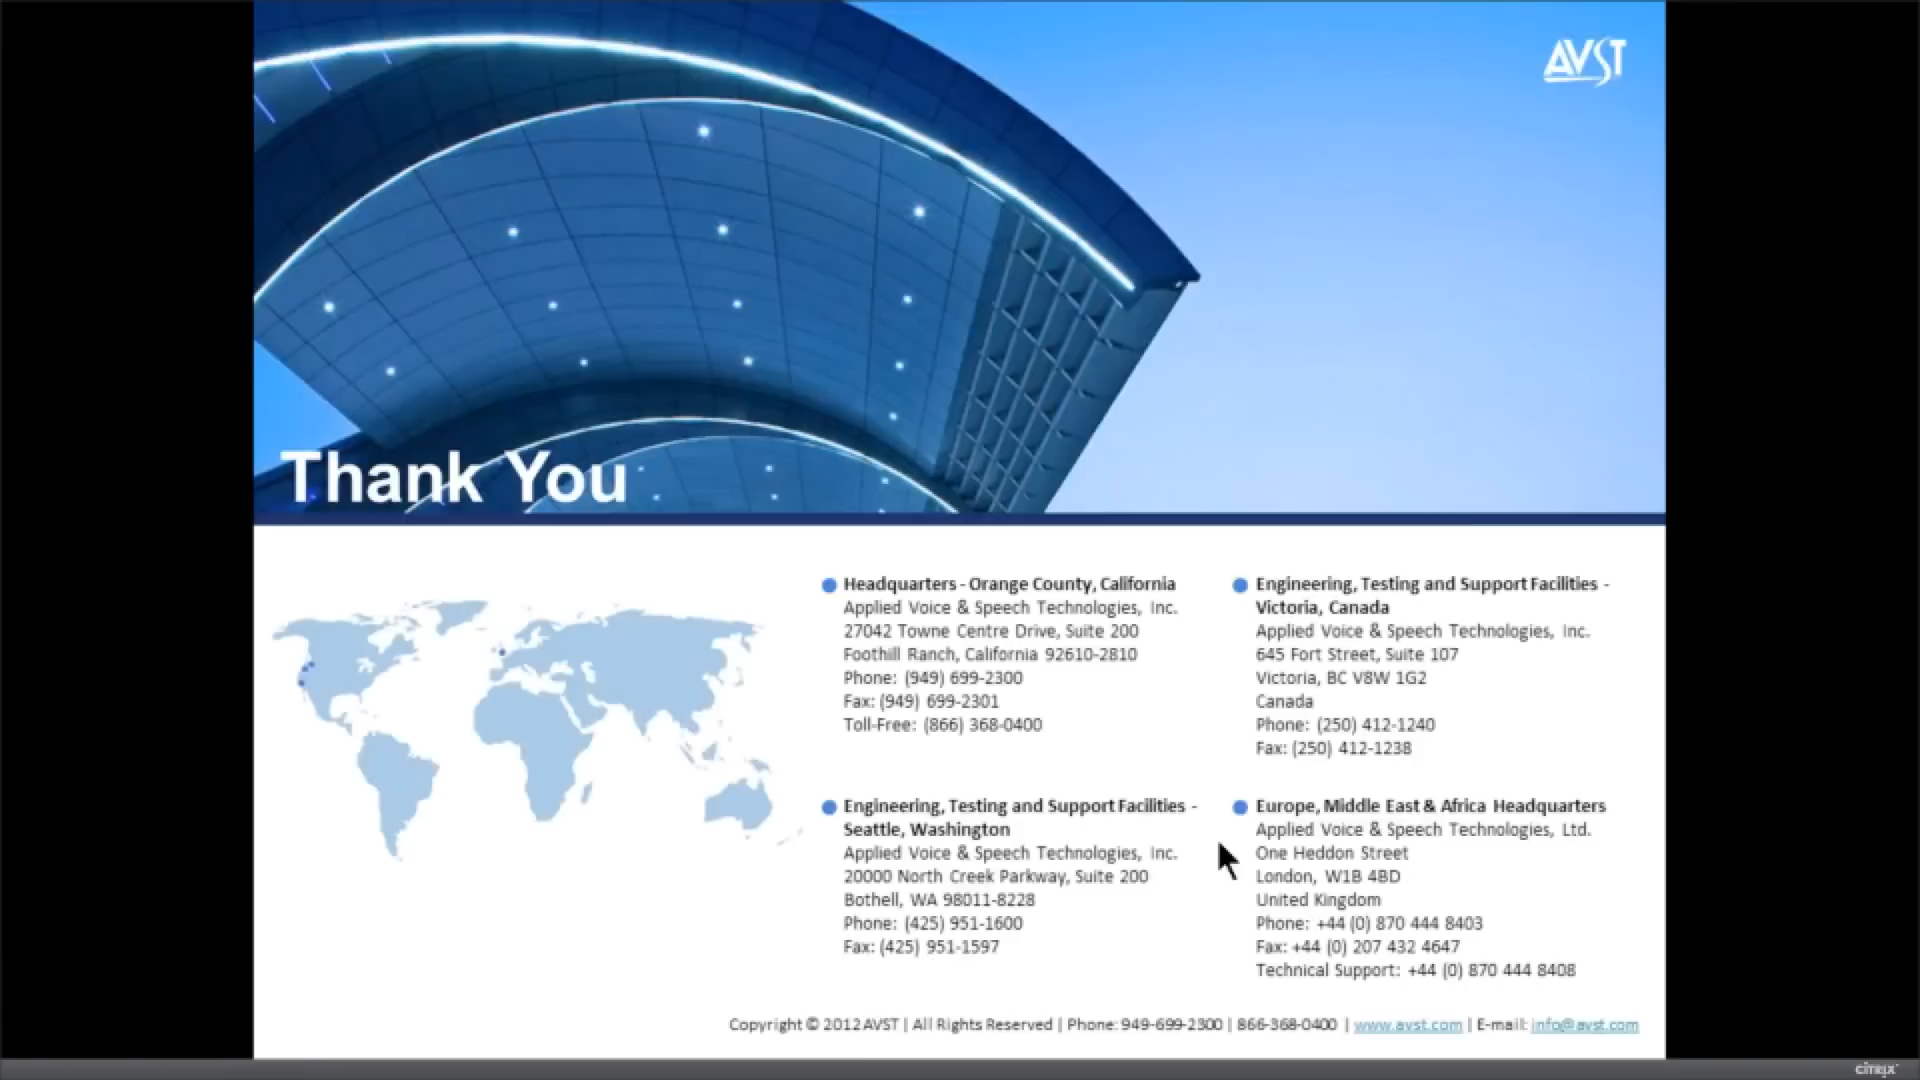 AVST
Thank You
Headquarters - Orange County, California
Applied Voice & Speech Technologies, Inc.
27042 Towne Centre Drive, Suite 200
Foothill Ranch, California 92610-2810
Phone: (949) 699-2300
Fax: (949) 699-2301
Toll-Free: (866) 368-0400
Engineering, Testing and Support Facilities -
Victoria, Canada
Applied Voice & Speech Technologies, Inc.
645 Fort Street, Suite 107
Victoria, BC V8W 1G2
Canada
Phone: (250) 412-1240
Fax: (250) 412-1238
Engineering, Testing and Support Facilities -
Seattle, Washington
Applied Voice & Speech Technologies, Inc.
20000 North Creek Parkway, Suite 200
Bothell, WA 98011-8228
Phone: (425) 951-1600
Fax: (425) 951-1597
Europe, Middle East & Africa Headquarters
Applied Voice & Speech Technologies, Ltd.
One Heddon Street
London, W1B 4BD
United Kingdom
Phone: +44 (0) 870 444 8403
Fax: +44 (0) 207 432 4647
Technical Support: +44 (0) 870 444 8408
Copyright © 2012 AVST | All Rights Reserved | Phone: 949-699-2300 | 866-368-0400 | www.avst.com | E-mail: info@avst.com
CITRIX